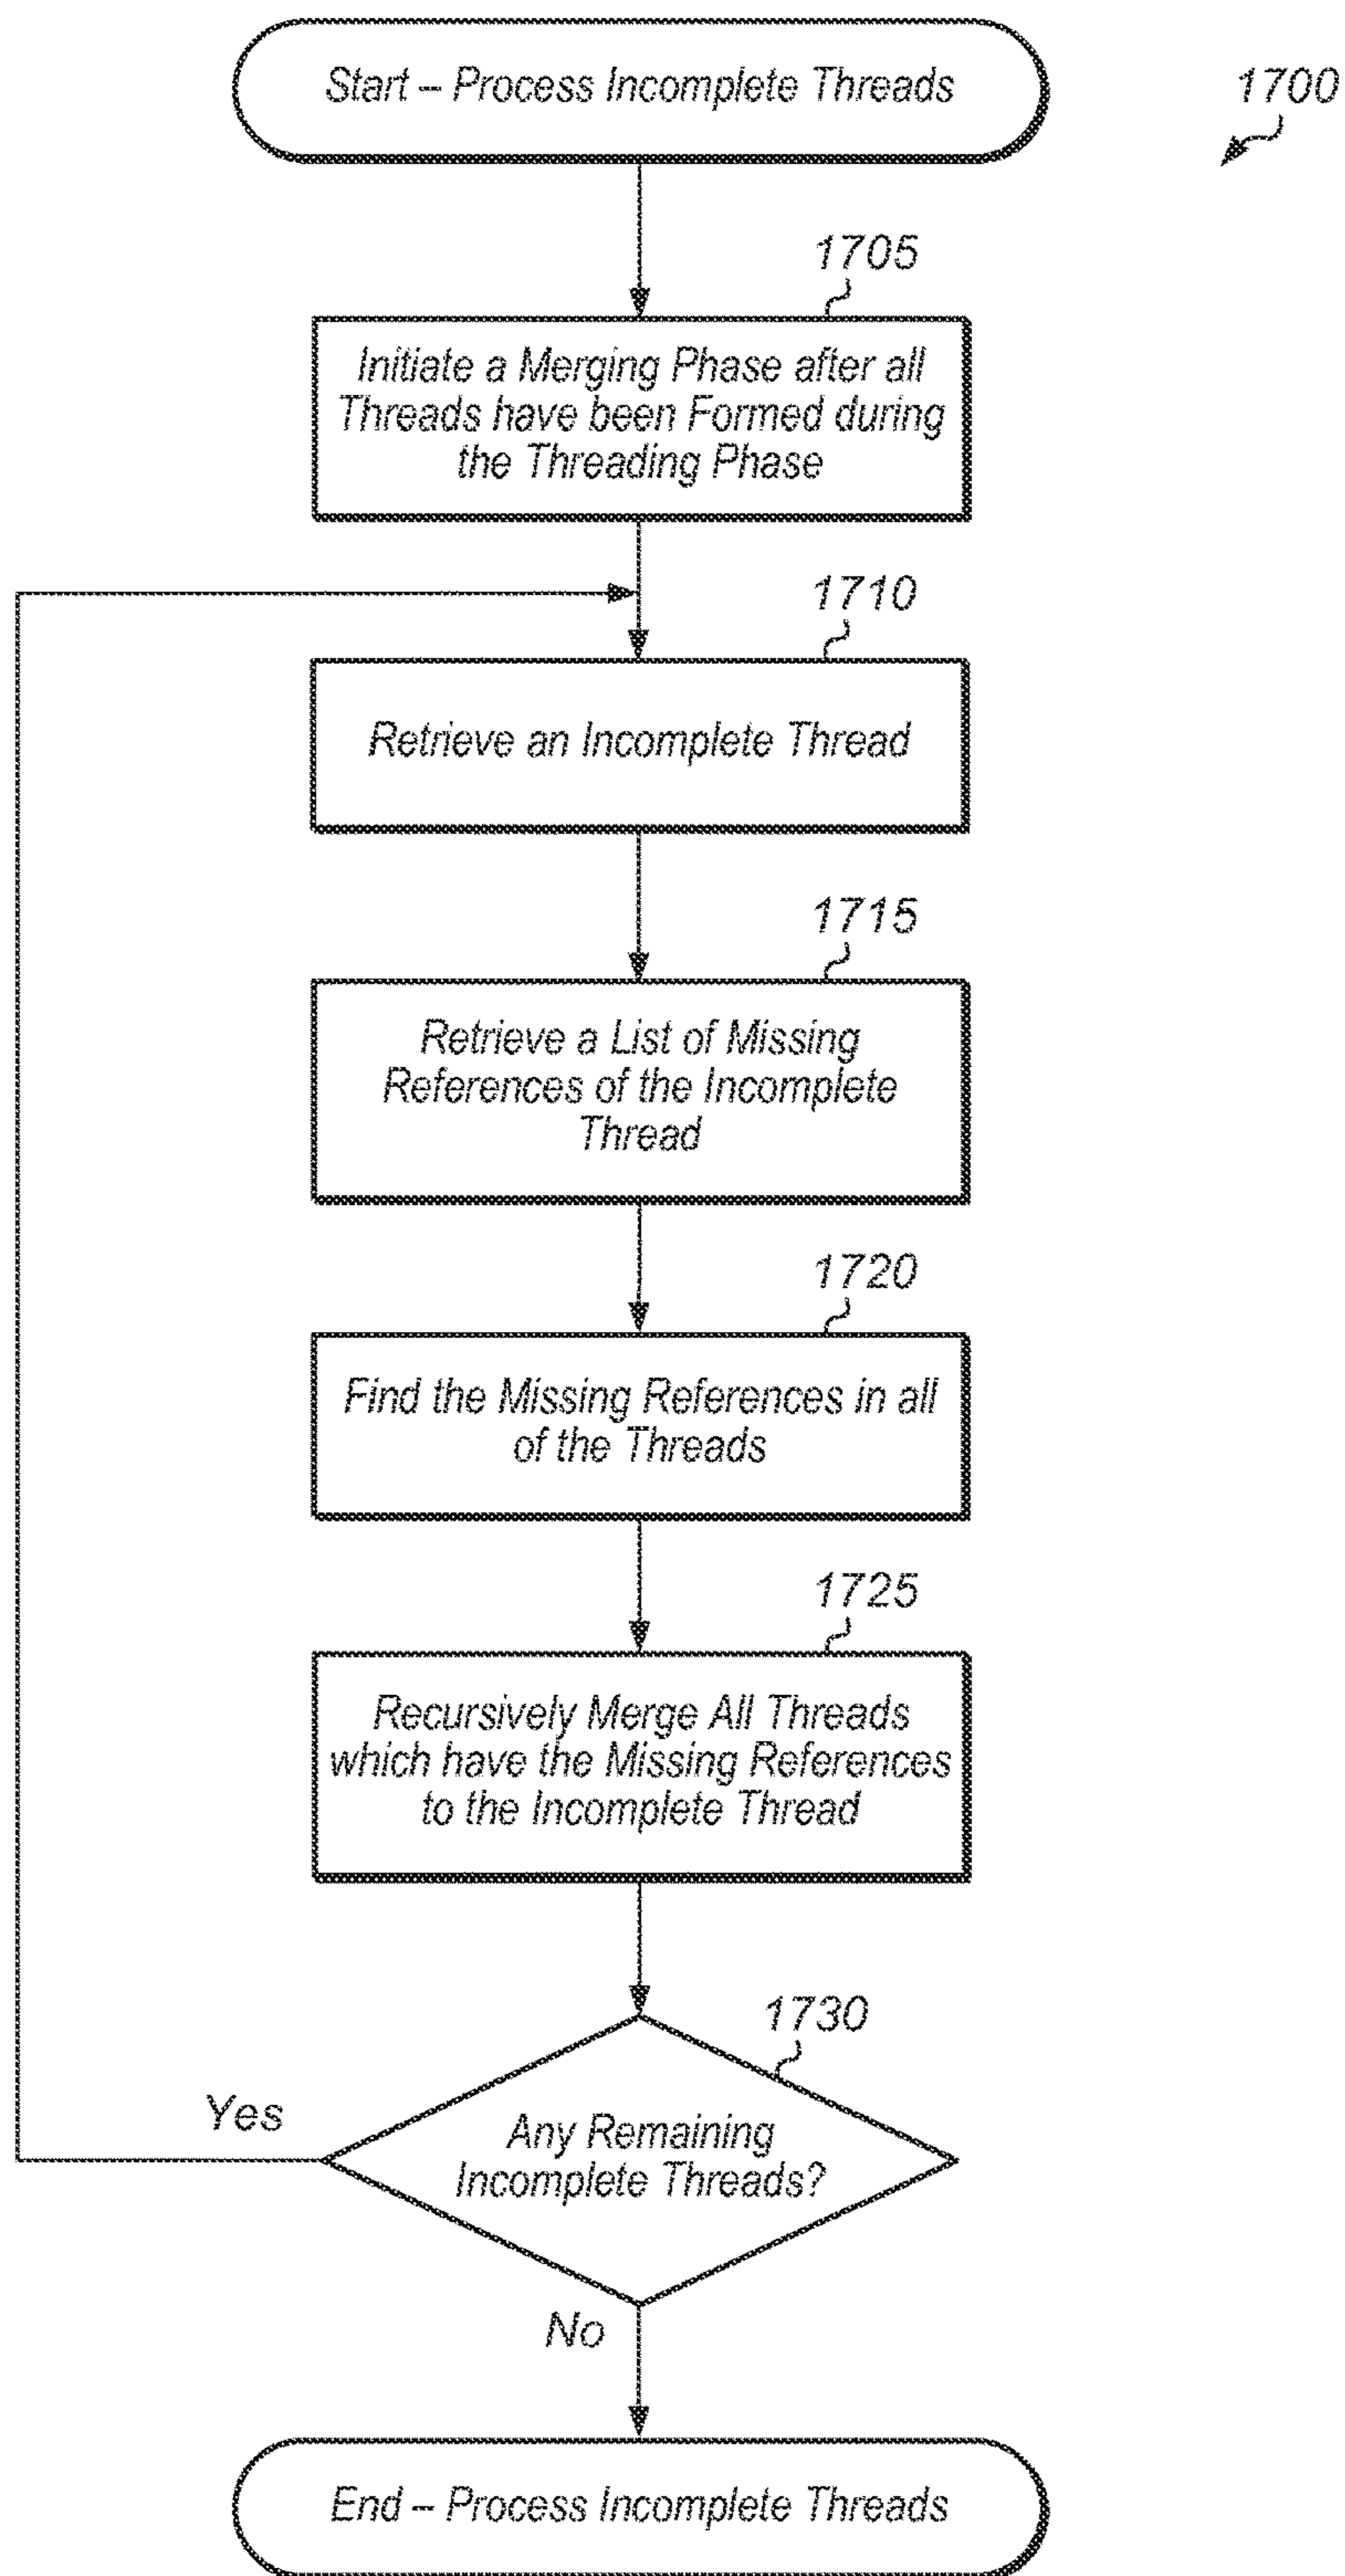 Start – Process Incomplete Threads
1700
1705
Initiate a Merging Phase after all
Threads have been Formed during
the Threading Phase
1710
Retrieve an Incomplete Thread
1715
Retrieve a List of Missing
References of the Incomplete
Thread
1720
Find the Missing References in all
of the Threads
1725
Recursively Merge All Threads
which have the Missing References
to the Incomplete Thread
1730
Yes
Any Remaining
Incomplete Threads?
No
End – Process Incomplete Threads